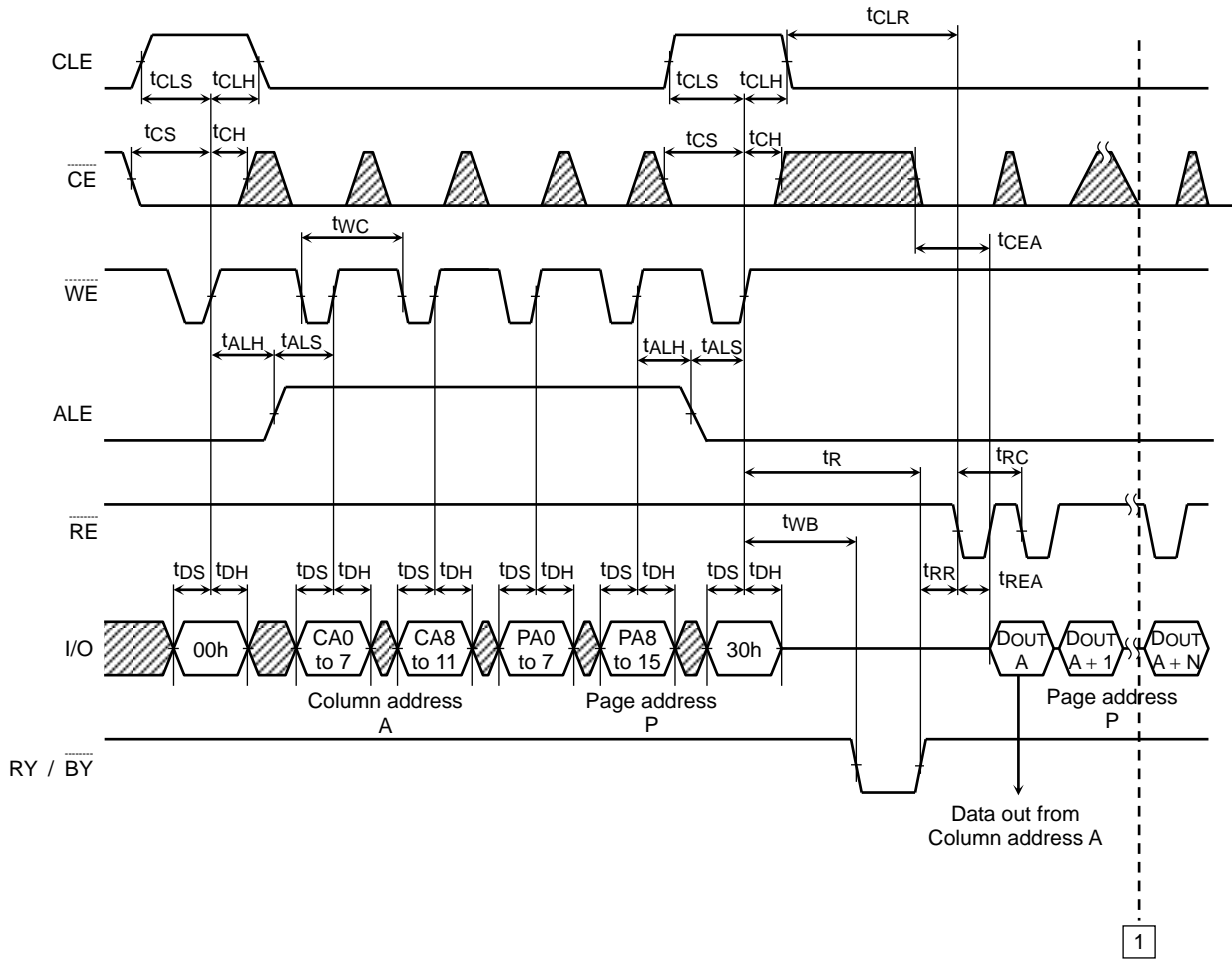 tCLR
CLE
tCLS tCLH tCLS tCLH
tCS tCH tCS tCH
CE
tWC
tCEA
WE
tALH tALS tALH tALS
ALE
tR tRC
RE
tWB
tDS tDH tDS tDH tDS tDH tDS tDH tDS tDH tDS tDH tRR tREA
I/O
00h
CA0 to 7
CA8 to 11
PA0 to 7
PA8 to 15
30h
DOUT A
DOUT A + 1
DOUT A + N
Column address
A
Page address
P
Page address
P
RY / BY
Data out from
Column address A
1